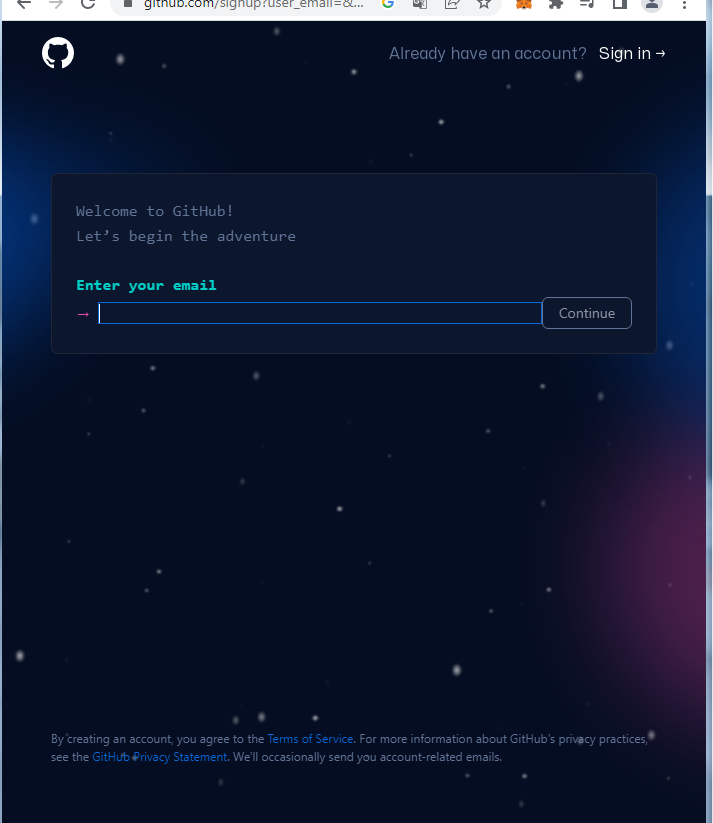 github.com/signup?user_email=&...
Already have an account? Sign in →
Welcome to GitHub!
Let’s begin the adventure
Enter your email
→
Continue
By creating an account, you agree to the Terms of Service. For more information about GitHub's privacy practices,
see the GitHub Privacy Statement. We'll occasionally send you account-related emails.